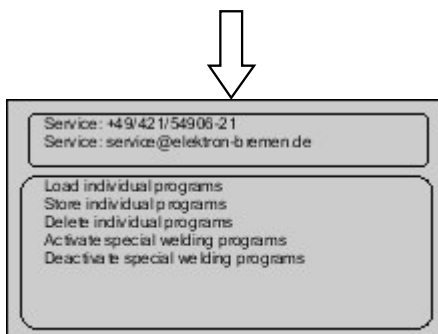 Service: +49/421/54906-21
Service: service@elektron-bremen.de
Load individual programs
Store individual programs
Delete individual programs
Activate special welding programs
Deactivate special welding programs